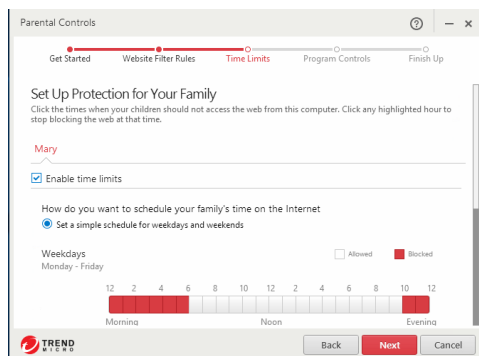 Parental Controls
Get Started Website Filter Rules Time Limits Program Controls Finish Up
Set Up Protection for Your Family
Click the times when your children should not access the web from this computer. Click any highlighted hour to
stop blocking the web at that time.
Mary
Enable time limits
How do you want to schedule your family's time on the Internet
Set a simple schedule for weekdays and weekends
Weekdays
Allowed Blocked
Monday - Friday
12 2 4 6 8 10 12 2 4 6 8 10 12
Morning Noon Evening
TREND
MICRO
Back Next Cancel